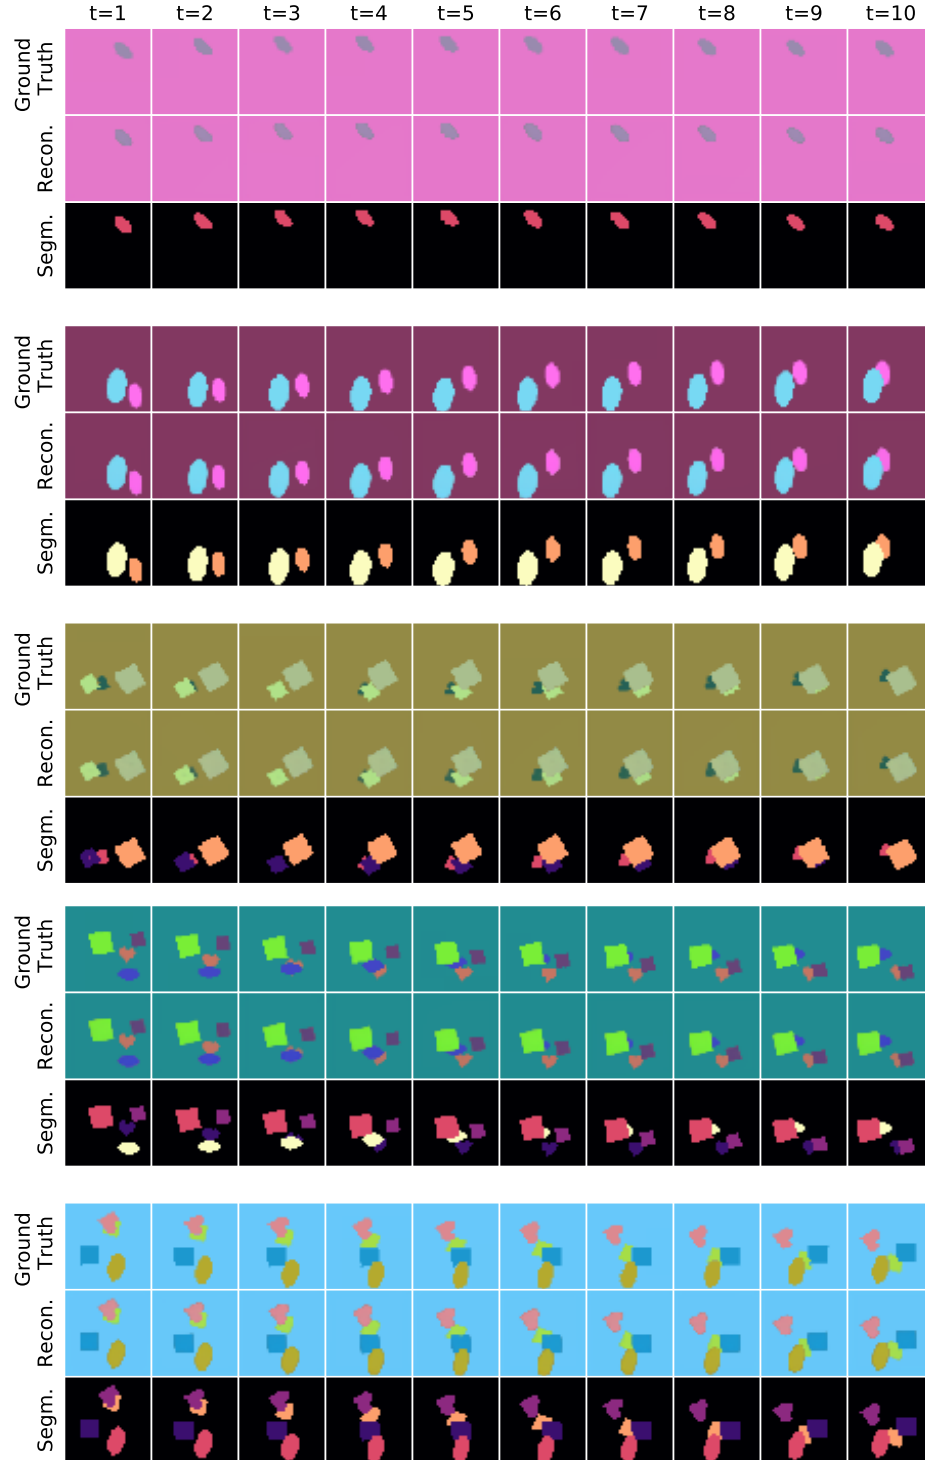 t=1 t=2 t=3 t=4 t=5 t=6 t=7 t=8 t=9 t=10
Ground
Truth
Recon.
Segm.
Ground
Truth
Recon.
Segm.
Ground
Truth
Recon.
Segm.
Ground
Truth
Recon.
Segm.
Ground
Truth
Recon.
Segm.